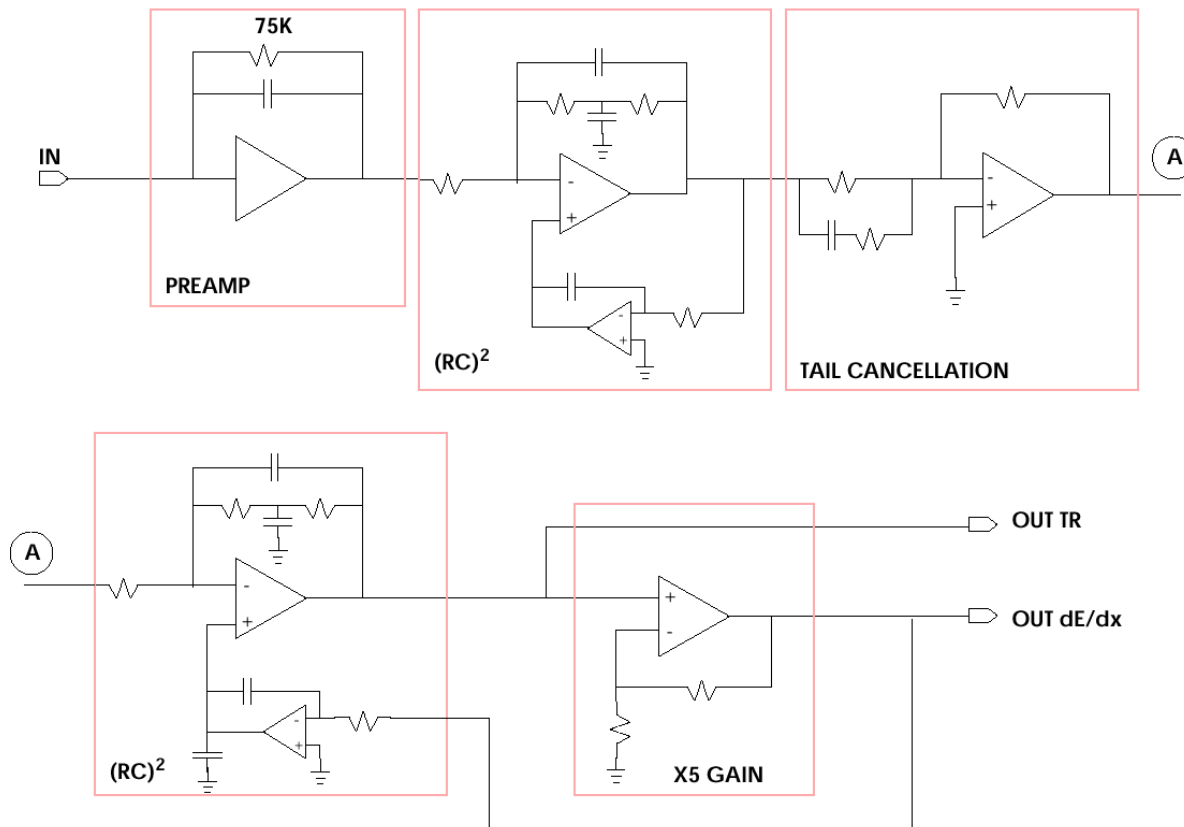 75K
IN
A
-
+
-
+
-
+
PREAMP
(RC)²
TAIL CANCELLATION
A
-
+
+
-
OUT TR
OUT dE/dx
-
+
(RC)²
X5 GAIN